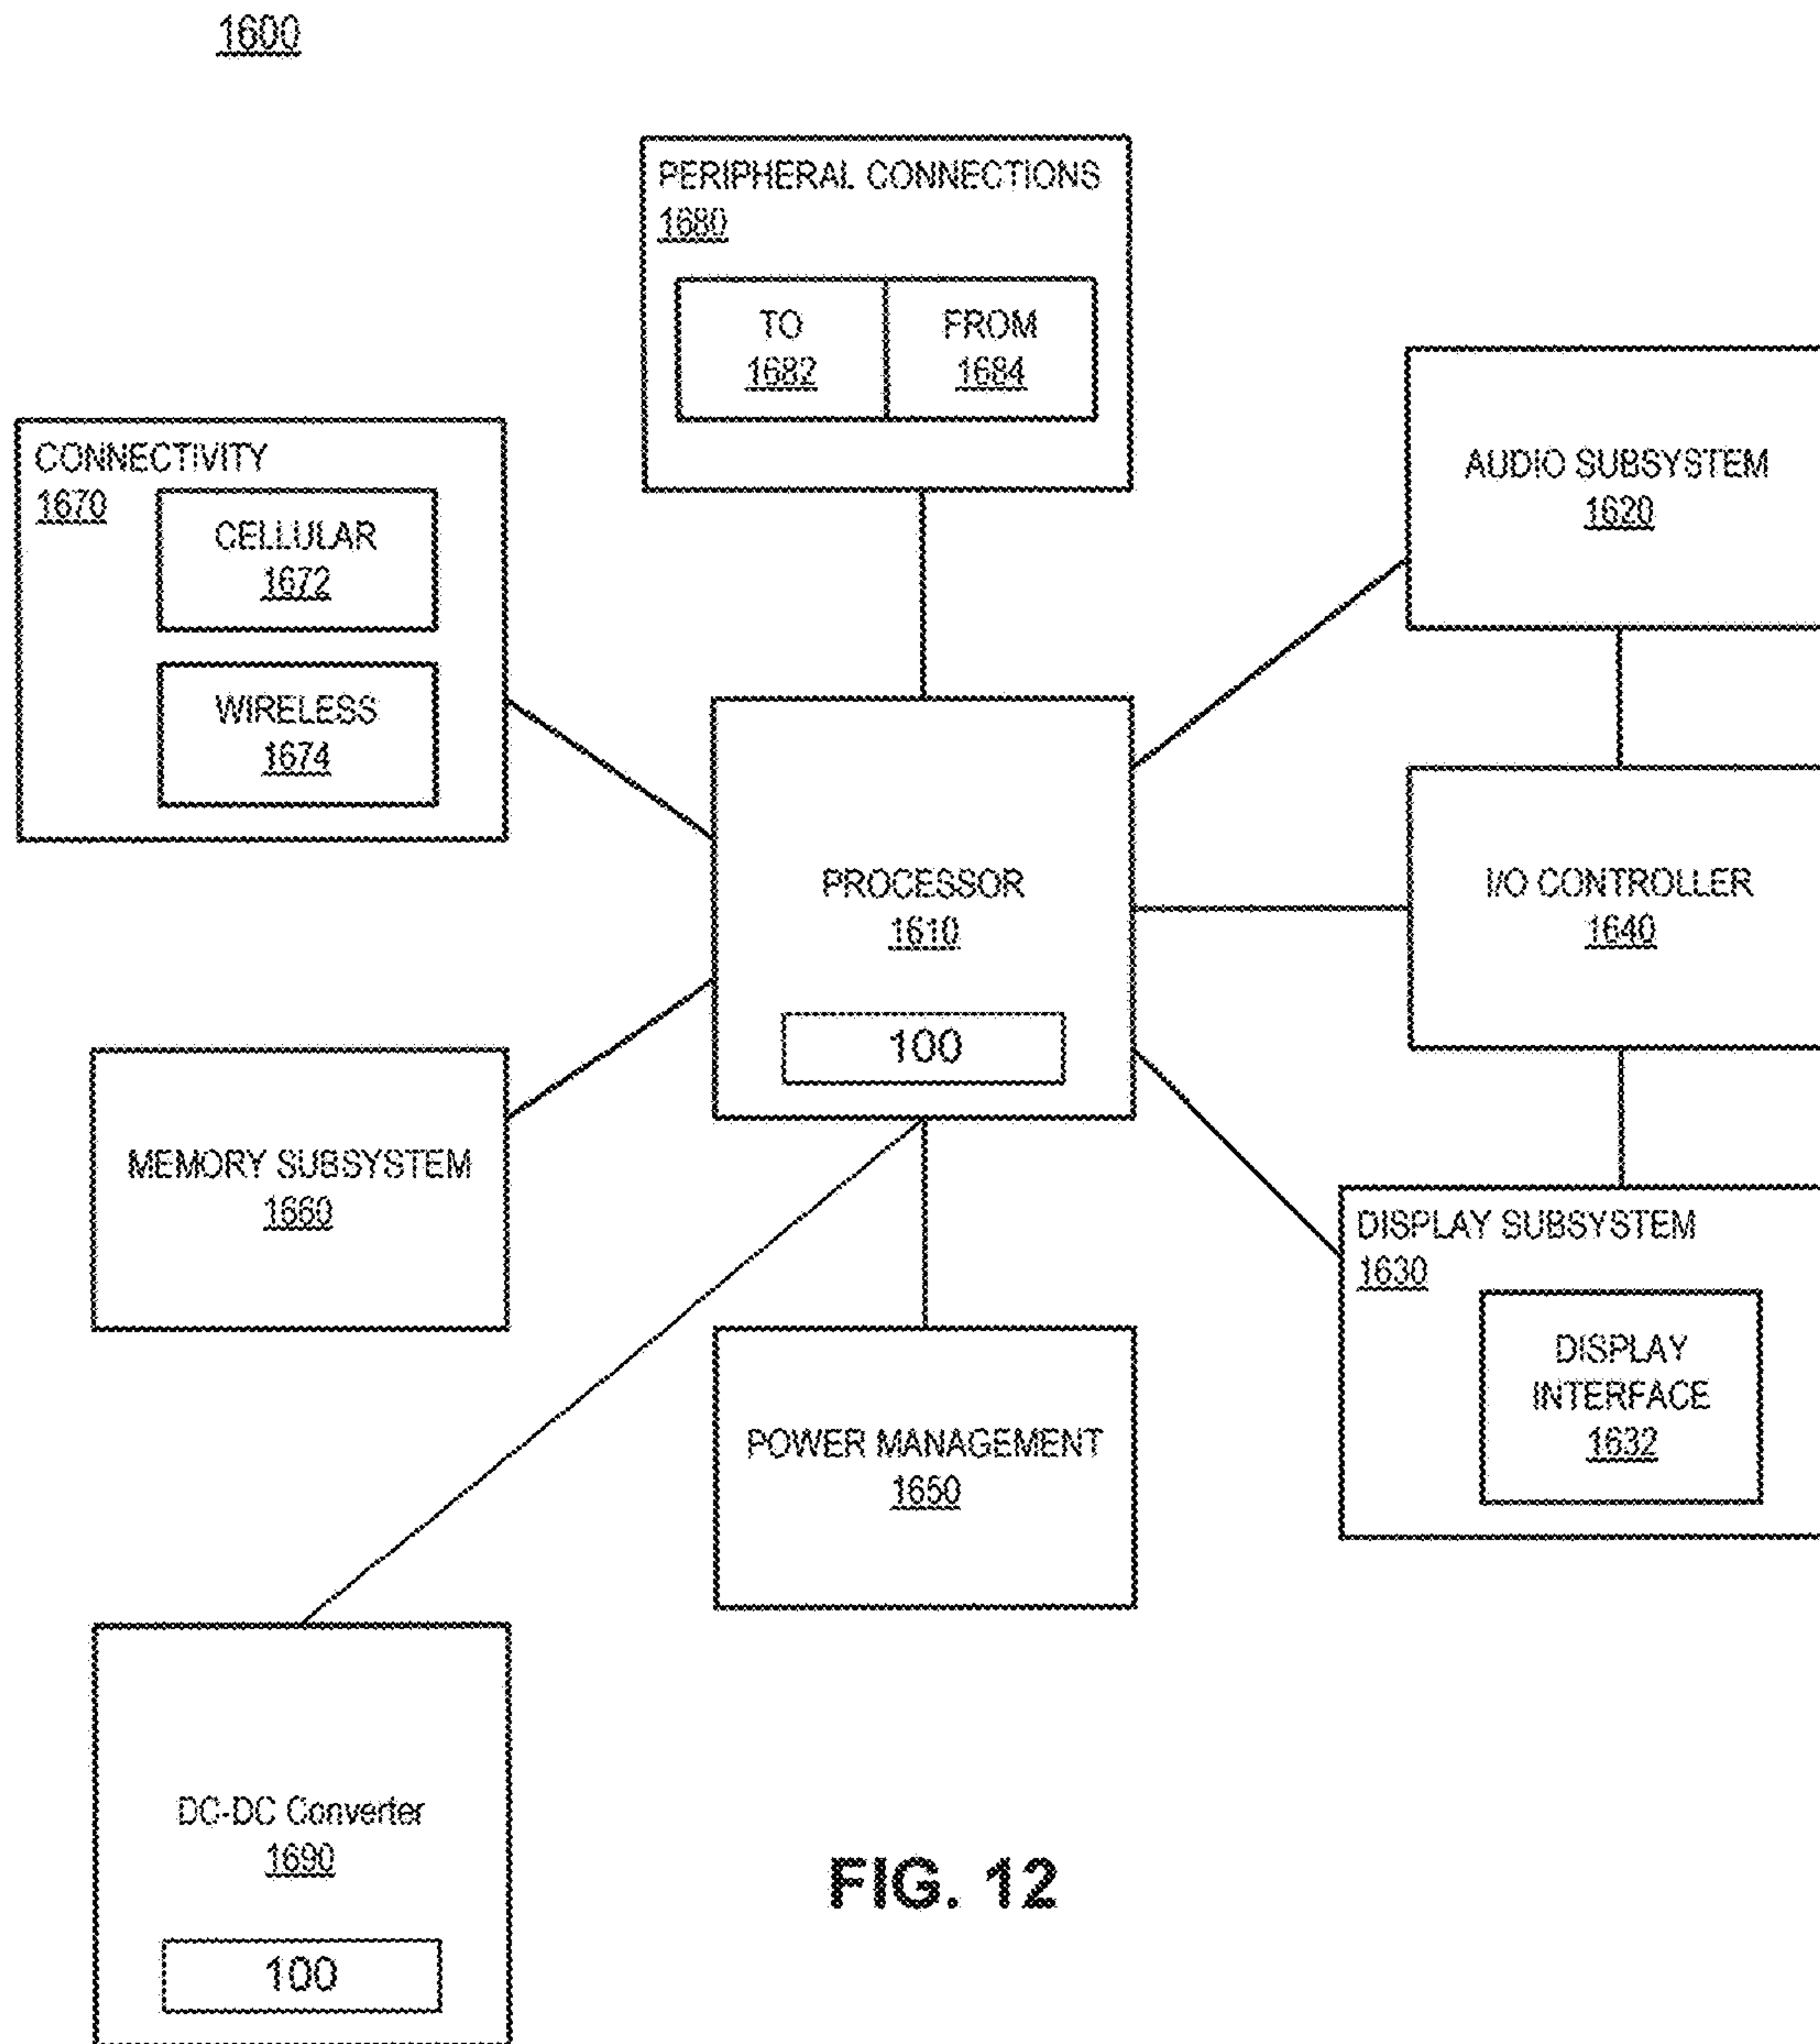 1600
PERIPHERAL CONNECTIONS
1680
TO
1682
FROM
1684
AUDIO SUBSYSTEM
1620
CONNECTIVITY
1670
CELLULAR
1672
WIRELESS
1674
PROCESSOR
1610
100
I/O CONTROLLER
1640
MEMORY SUBSYSTEM
1660
DISPLAY SUBSYSTEM
1630
DISPLAY
INTERFACE
1632
POWER MANAGEMENT
1650
DC-DC Converter
1690
100
FIG. 12